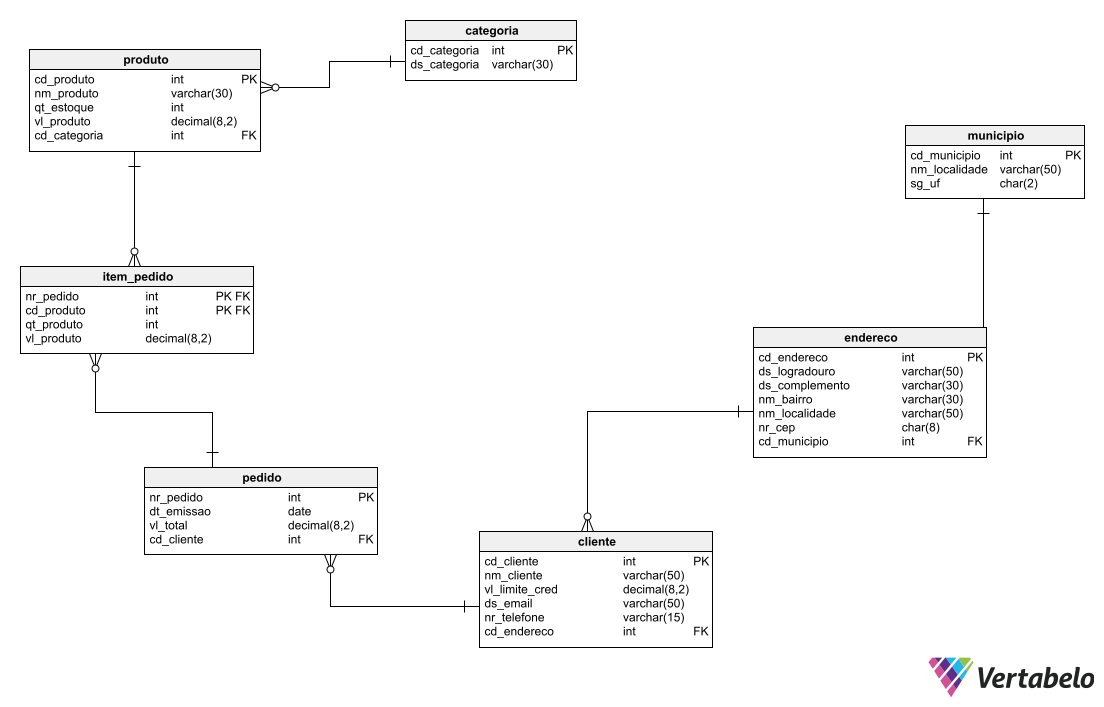 categoria
cd_categoria int PK
ds_categoria varchar(30)
produto
cd_produto int PK
nm_produto varchar(30)
qt_estoque int
vl_produto decimal(8,2)
cd_categoria int FK
municipio
cd_municipio int PK
nm_localidade varchar(50)
sg_uf char(2)
item_pedido
nr_pedido int PK FK
cd_produto int PK FK
qt_produto int
vl_produto decimal(8,2)
endereco
cd_endereco int PK
ds_logradouro varchar(50)
ds_complemento varchar(30)
nm_bairro varchar(30)
nm_localidade varchar(50)
nr_cep char(8)
cd_municipio int FK
pedido
nr_pedido int PK
dt_emissao date
vl_total decimal(8,2)
cd_cliente int FK
cliente
cd_cliente int PK
nm_cliente varchar(50)
vl_limite_cred decimal(8,2)
ds_email varchar(50)
nr_telefone varchar(15)
cd_endereco int FK
Vertabelo